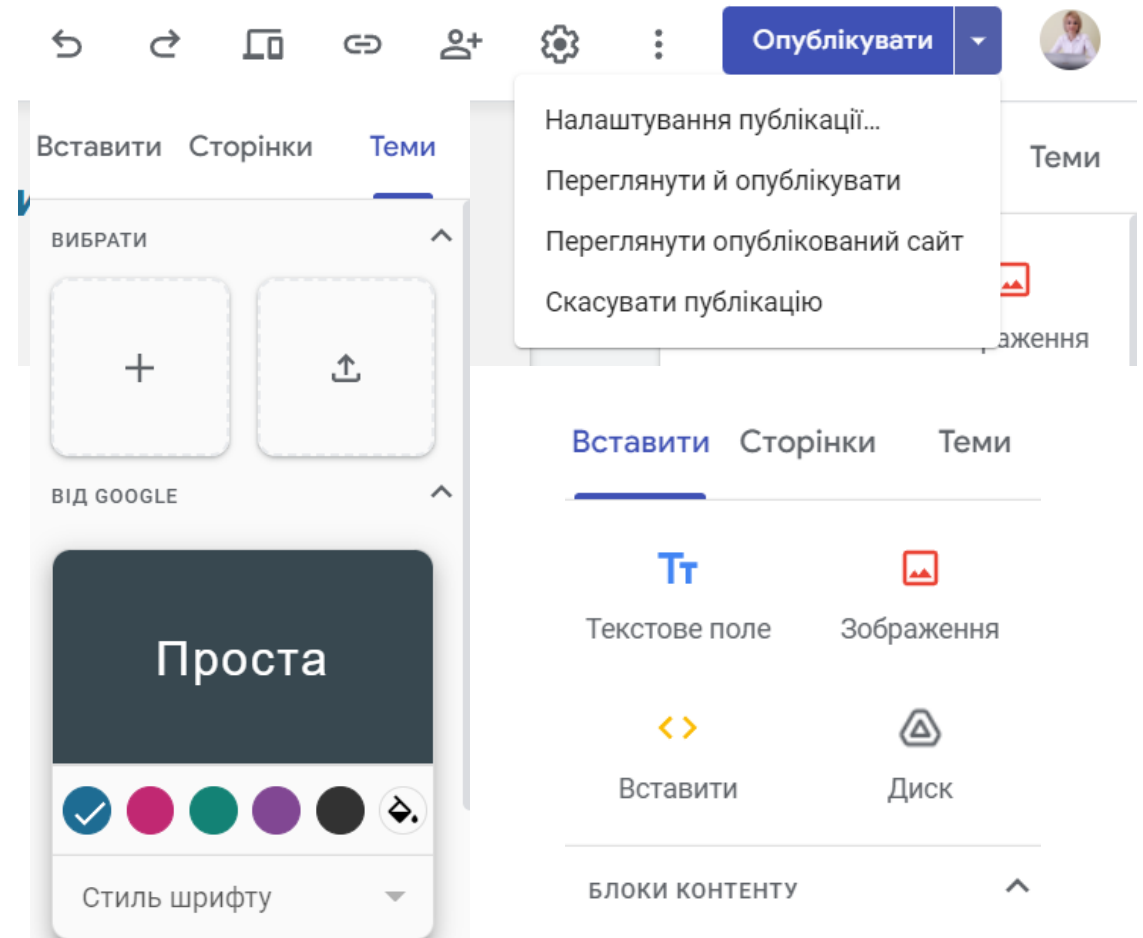 Опублікувати
Налаштування публікації...
Переглянути й опублікувати
Переглянути опублікований сайт
Скасувати публікацію
Теми
аження
Вставити Сторінки Теми
ВИБРАТИ
ВІД GOOGLE
Проста
Стиль шрифту
Вставити Сторінки Теми
Текстове поле Зображення
Вставити Диск
БЛОКИ КОНТЕНТУ